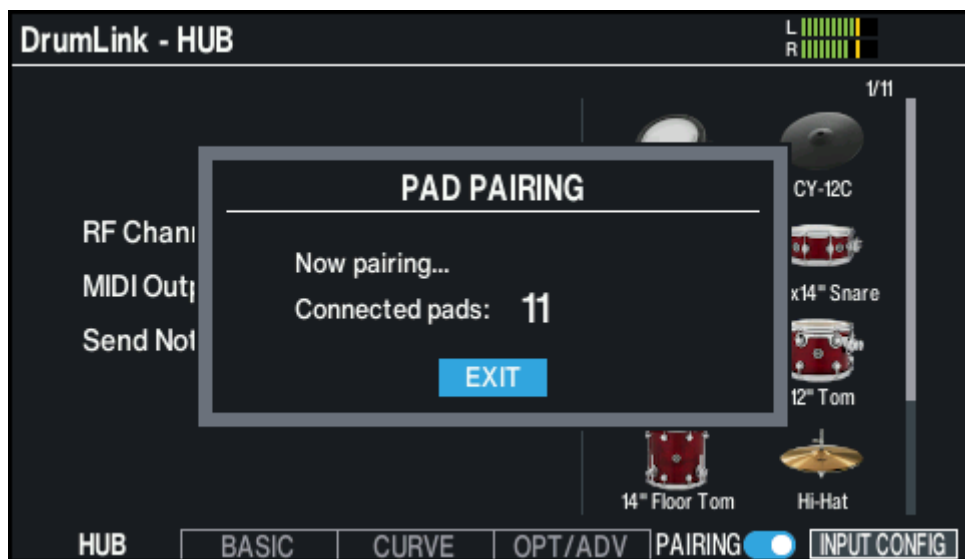 DrumLink - HUB
L
R
1/11
PAD PAIRING
CY-12C
RF Chan
Now pairing...
MIDI Out
Connected pads: 11
x14" Snare
Send Not
EXIT
12" Tom
14" Floor Tom
Hi-Hat
HUB
BASIC
CURVE
OPT/ADV
PAIRING
INPUT CONFIG